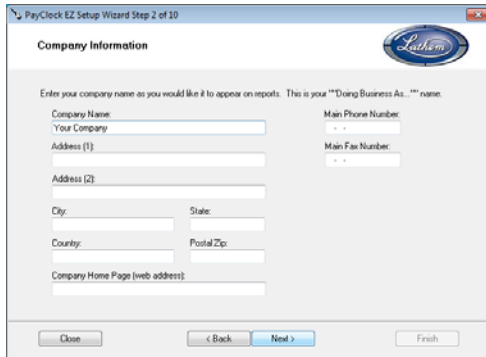 PayClock EZ Setup Wizard Step 2 of 10
Company Information
Lathem
Enter your company name as you would like it to appear on reports. This is your ""Doing Business As..."" name.
Company Name: Main Phone Number:
Your Company - -
Address (1): Main Fax Number:
- -
Address (2):
City: State:
Country: Postal Zip:
Company Home Page (web address):
Close < Back Next > Finish